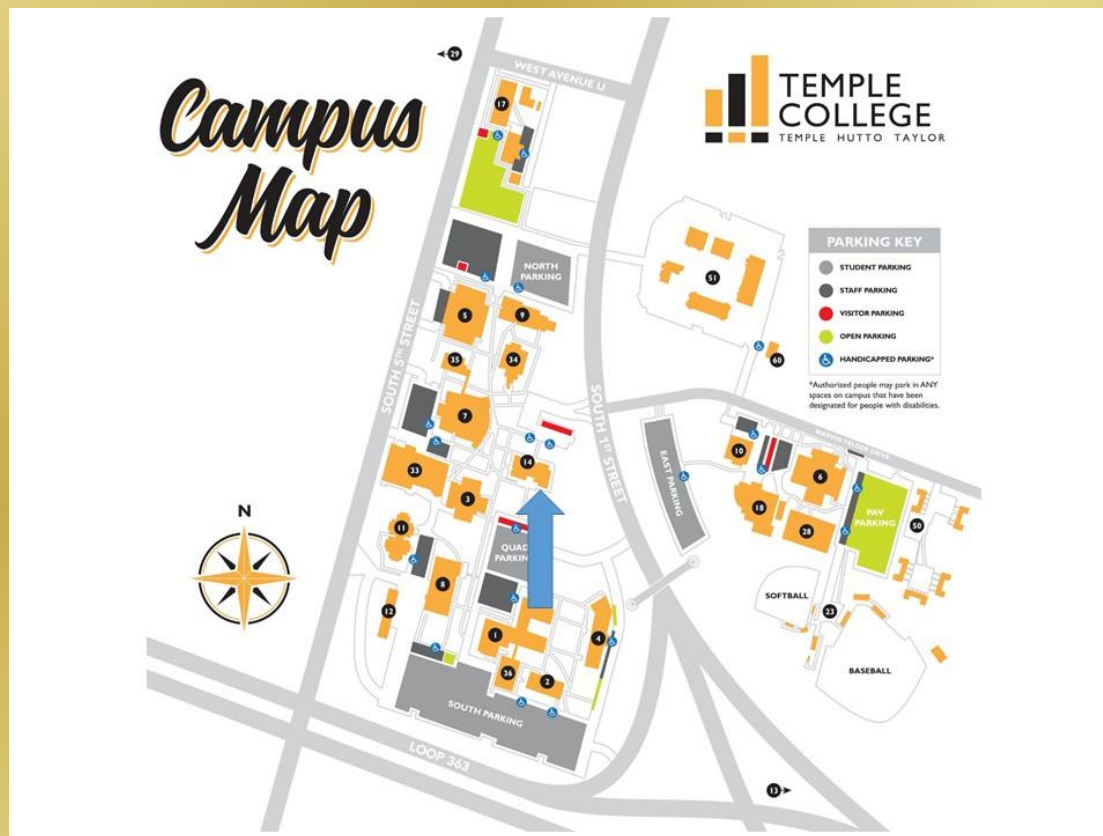 Campus
Map
TEMPLE
COLLEGE
TEMPLE HUTTO TAYLOR
29
WEST AVENUE U
17
PARKING KEY
STUDENT PARKING
STAFF PARKING
VISITOR PARKING
OPEN PARKING
HANDICAPPED PARKING*
*Authorized people may park in ANY
spaces on campus that have been
designated for people with disabilities.
NORTH
PARKING
51
5
9
SOUTH 5TH STREET
35
34
60
SOUTH 1ST STREET
7
MARVIN FELDER DRIVE
14
10
33
EAST PARKING
6
3
18
PAY
PARKING
N
11
28
50
QUAD
PARKING
8
SOFTBALL
12
23
1
4
BASEBALL
36
2
SOUTH PARKING
LOOP 363
13